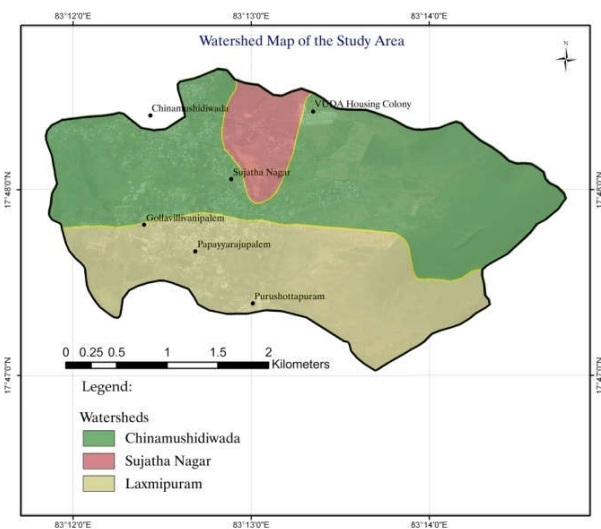 83°12'0"E 83°13'0"E 83°14'0"E
Watershed Map of the Study Area
N
Chinamushidiwada
VUDA Housing Colony
Sujatha Nagar
17°48'0"N 17°48'0"N
Gollavillivanipalem
Papayyarajupalem
Purushottapuram
0 0.25 0.5 1 1.5 2
Kilometers
17°47'0"N 17°47'0"N
Legend:
Watersheds
Chinamushidiwada
Sujatha Nagar
Laxmipuram
83°12'0"E 83°13'0"E 83°14'0"E